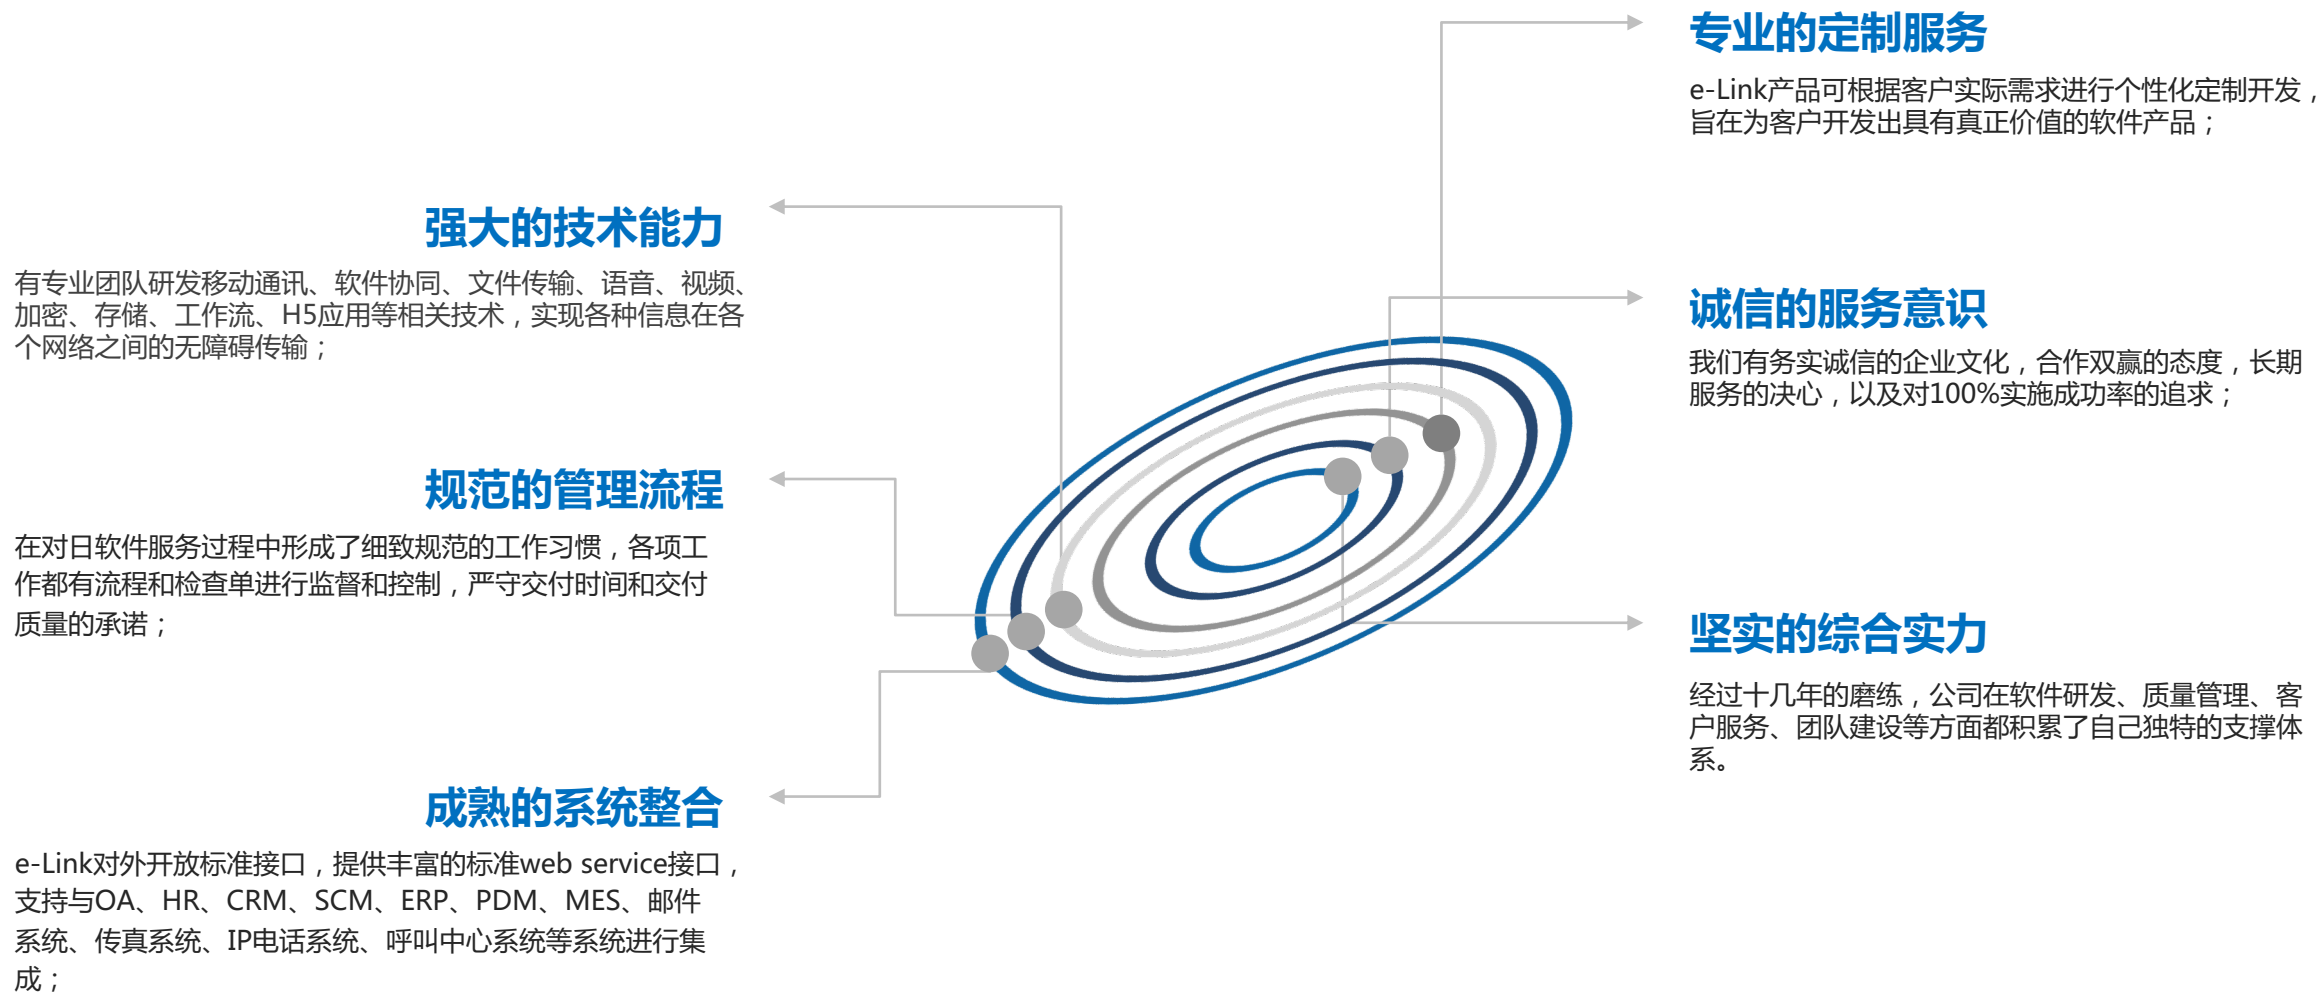 专业的定制服务
e-Link产品可根据客户实际需求进行个性化定制开发，
旨在为客户开发出具有真正价值的软件产品；
强大的技术能力
有专业团队研发移动通讯、软件协同、文件传输、语音、视频、
加密、存储、工作流、H5应用等相关技术，实现各种信息在各
个网络之间的无障碍传输；
诚信的服务意识
我们有务实诚信的企业文化，合作双赢的态度，长期
服务的决心，以及对100%实施成功率的追求；
规范的管理流程
在对日软件服务过程中形成了细致规范的工作习惯，各项工
作都有流程和检查单进行监督和控制，严守交付时间和交付
质量的承诺；
坚实的综合实力
经过十几年的磨练，公司在软件研发、质量管理、客
户服务、团队建设等方面都积累了自己独特的支撑体
系。
成熟的系统整合
e-Link对外开放标准接口，提供丰富的标准web service接口，
支持与OA、HR、CRM、SCM、ERP、PDM、MES、邮件
系统、传真系统、IP电话系统、呼叫中心系统等系统进行集
成；